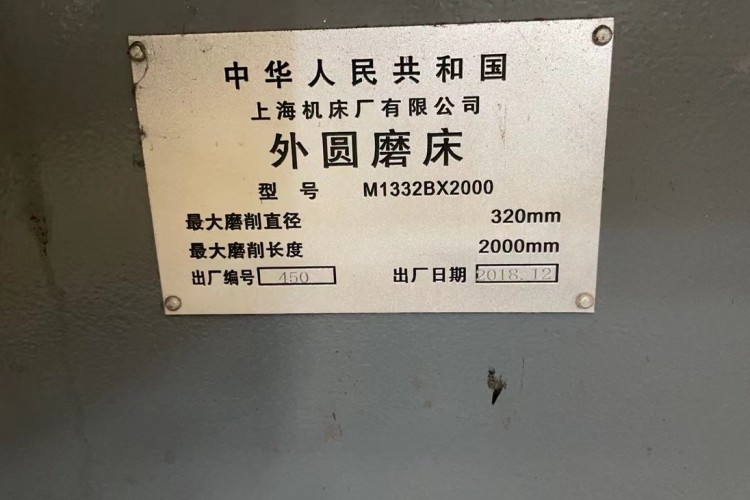 中华人民共和国
上海机床厂有限公司
外圆磨床
型号 M1332BX2000
最大磨削直径 320mm
最大磨削长度 2000mm
出厂编号 450 出厂日期 2018.12